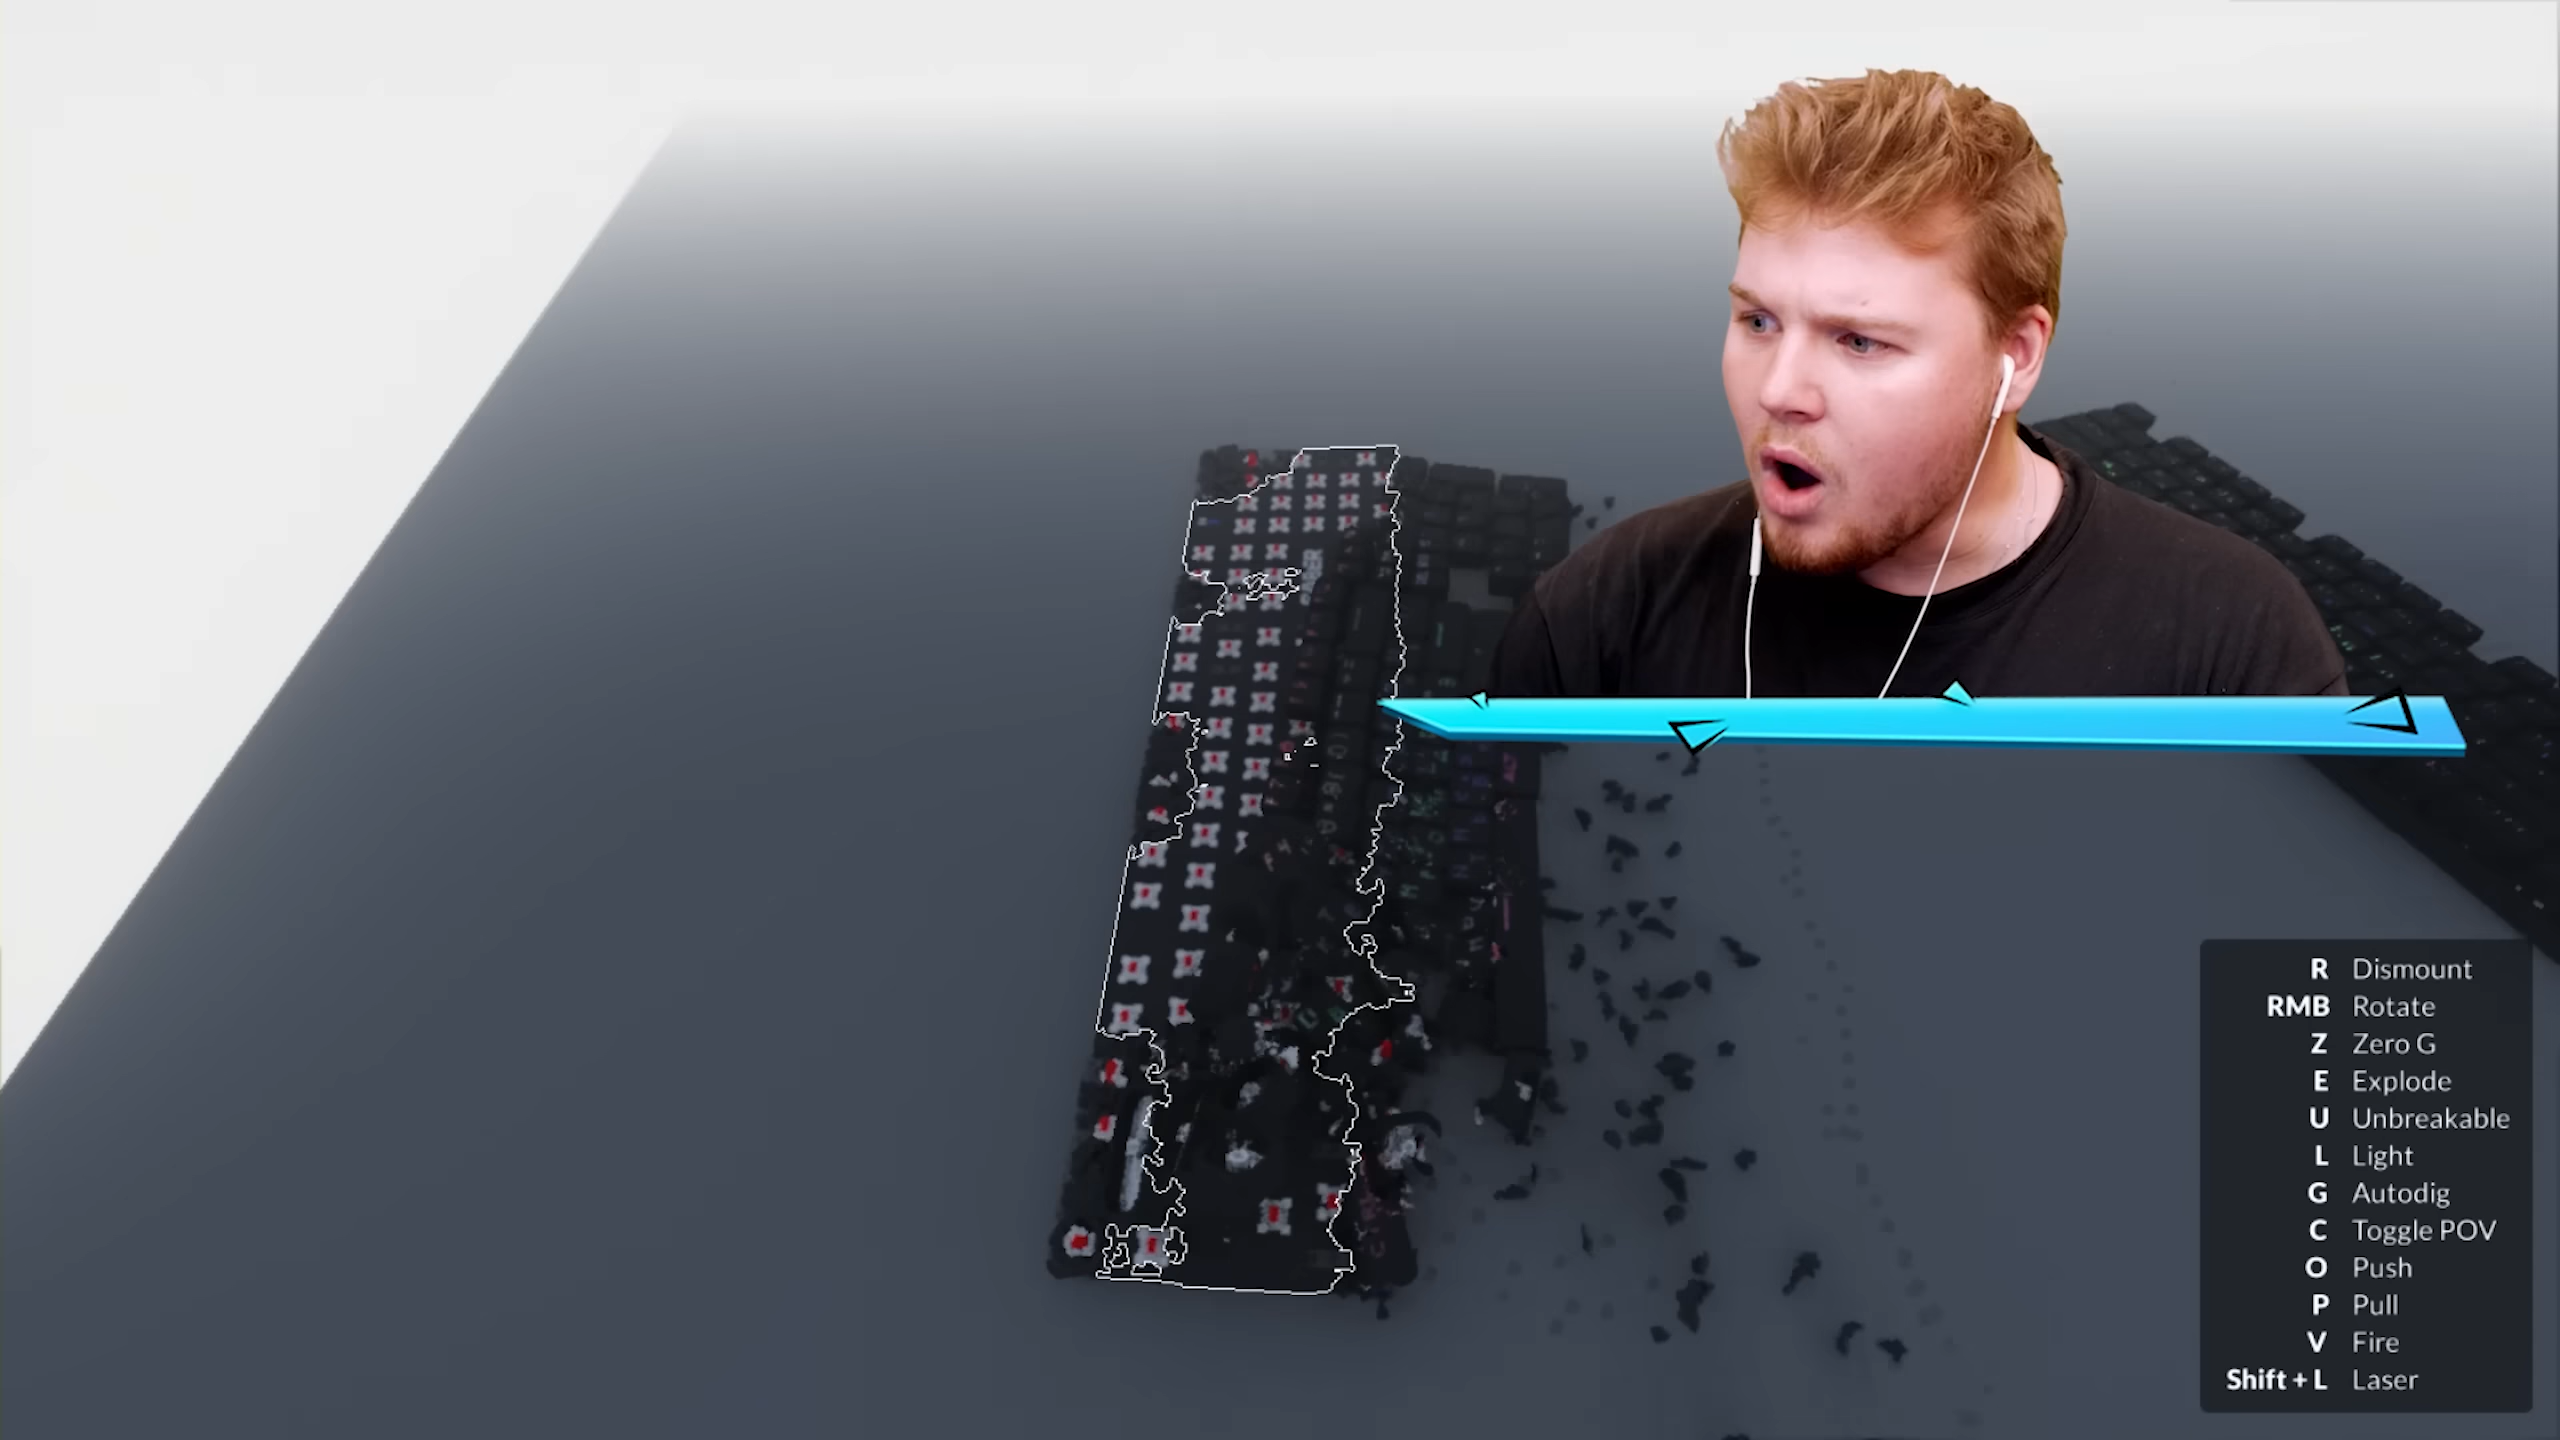 R Dismount
RMB Rotate
Z Zero G
E Explode
U Unbreakable
L Light
G Autodig
C Toggle POV
O Push
P Pull
V Fire
Shift + L Laser